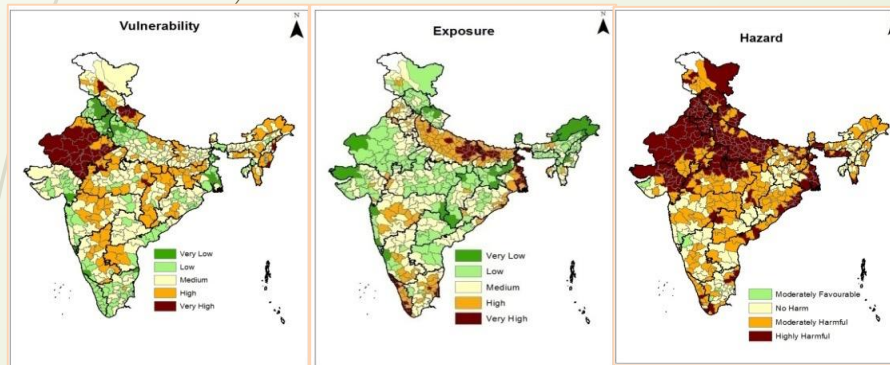 Vulnerability
N
Very Low
Low
Medium
High
Very High
Exposure
N
Very Low
Low
Medium
High
Very High
Hazard
Moderately Favourable
No Harm
Moderately Harmful
Highly Harmful